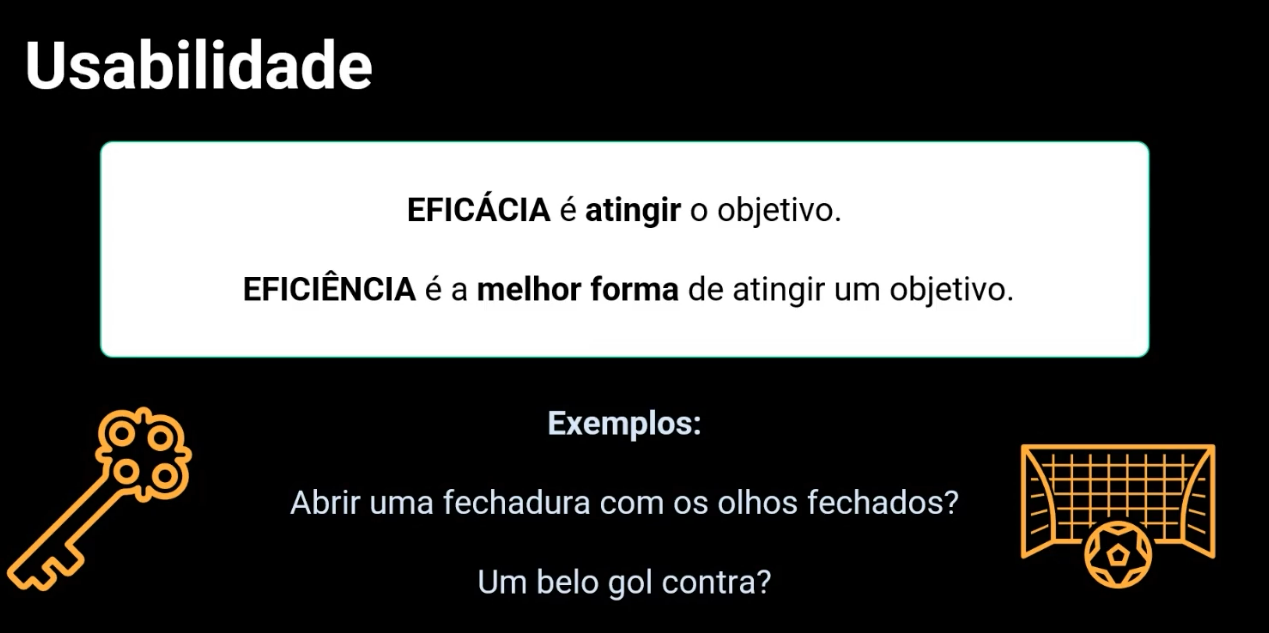 Usabilidade
EFICÁCIA é atingir o objetivo.
EFICIÊNCIA é a melhor forma de atingir um objetivo.
Exemplos:
Abrir uma fechadura com os olhos fechados?
Um belo gol contra?